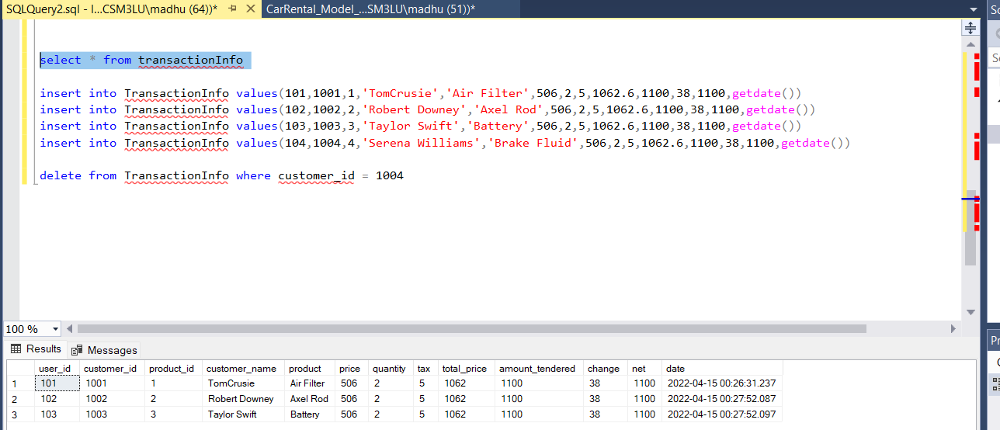 SQLQuery2.sql - l...CSM3LU\madhu (64))*
CarRental_Model_...SM3LU\madhu (51))*
select * from transactionInfo
insert into TransactionInfo values(101,1001,1,'TomCrusie','Air Filter',506,2,5,1062.6,1100,38,1100,getdate())
insert into TransactionInfo values(102,1002,2,'Robert Downey','Axel Rod',506,2,5,1062.6,1100,38,1100,getdate())
insert into TransactionInfo values(103,1003,3,'Taylor Swift','Battery',506,2,5,1062.6,1100,38,1100,getdate())
insert into TransactionInfo values(104,1004,4,'Serena Williams','Brake Fluid',506,2,5,1062.6,1100,38,1100,getdate())
delete from TransactionInfo where customer_id = 1004
100 %
Results Messages
user_id customer_id product_id customer_name product price quantity tax total_price amount_tendered change net date
1 101 1001 1 TomCrusie Air Filter 506 2 5 1062 1100 38 1100 2022-04-15 00:26:31.237
2 102 1002 2 Robert Downey Axel Rod 506 2 5 1062 1100 38 1100 2022-04-15 00:27:52.087
3 103 1003 3 Taylor Swift Battery 506 2 5 1062 1100 38 1100 2022-04-15 00:27:52.097